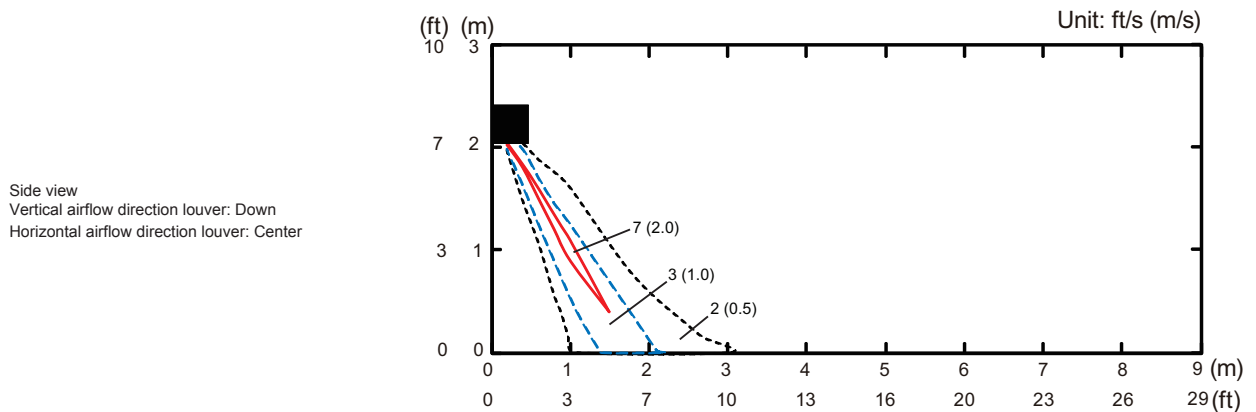 Unit: ft/s (m/s)
(ft) (m)
10 3
7 2
3 1
0 0
Side view
Vertical airflow direction louver: Down
Horizontal airflow direction louver: Center
7 (2.0)
3 (1.0)
2 (0.5)
0 1 2 3 4 5 6 7 8 9 (m)
0 3 7 10 13 16 20 23 26 29 (ft)